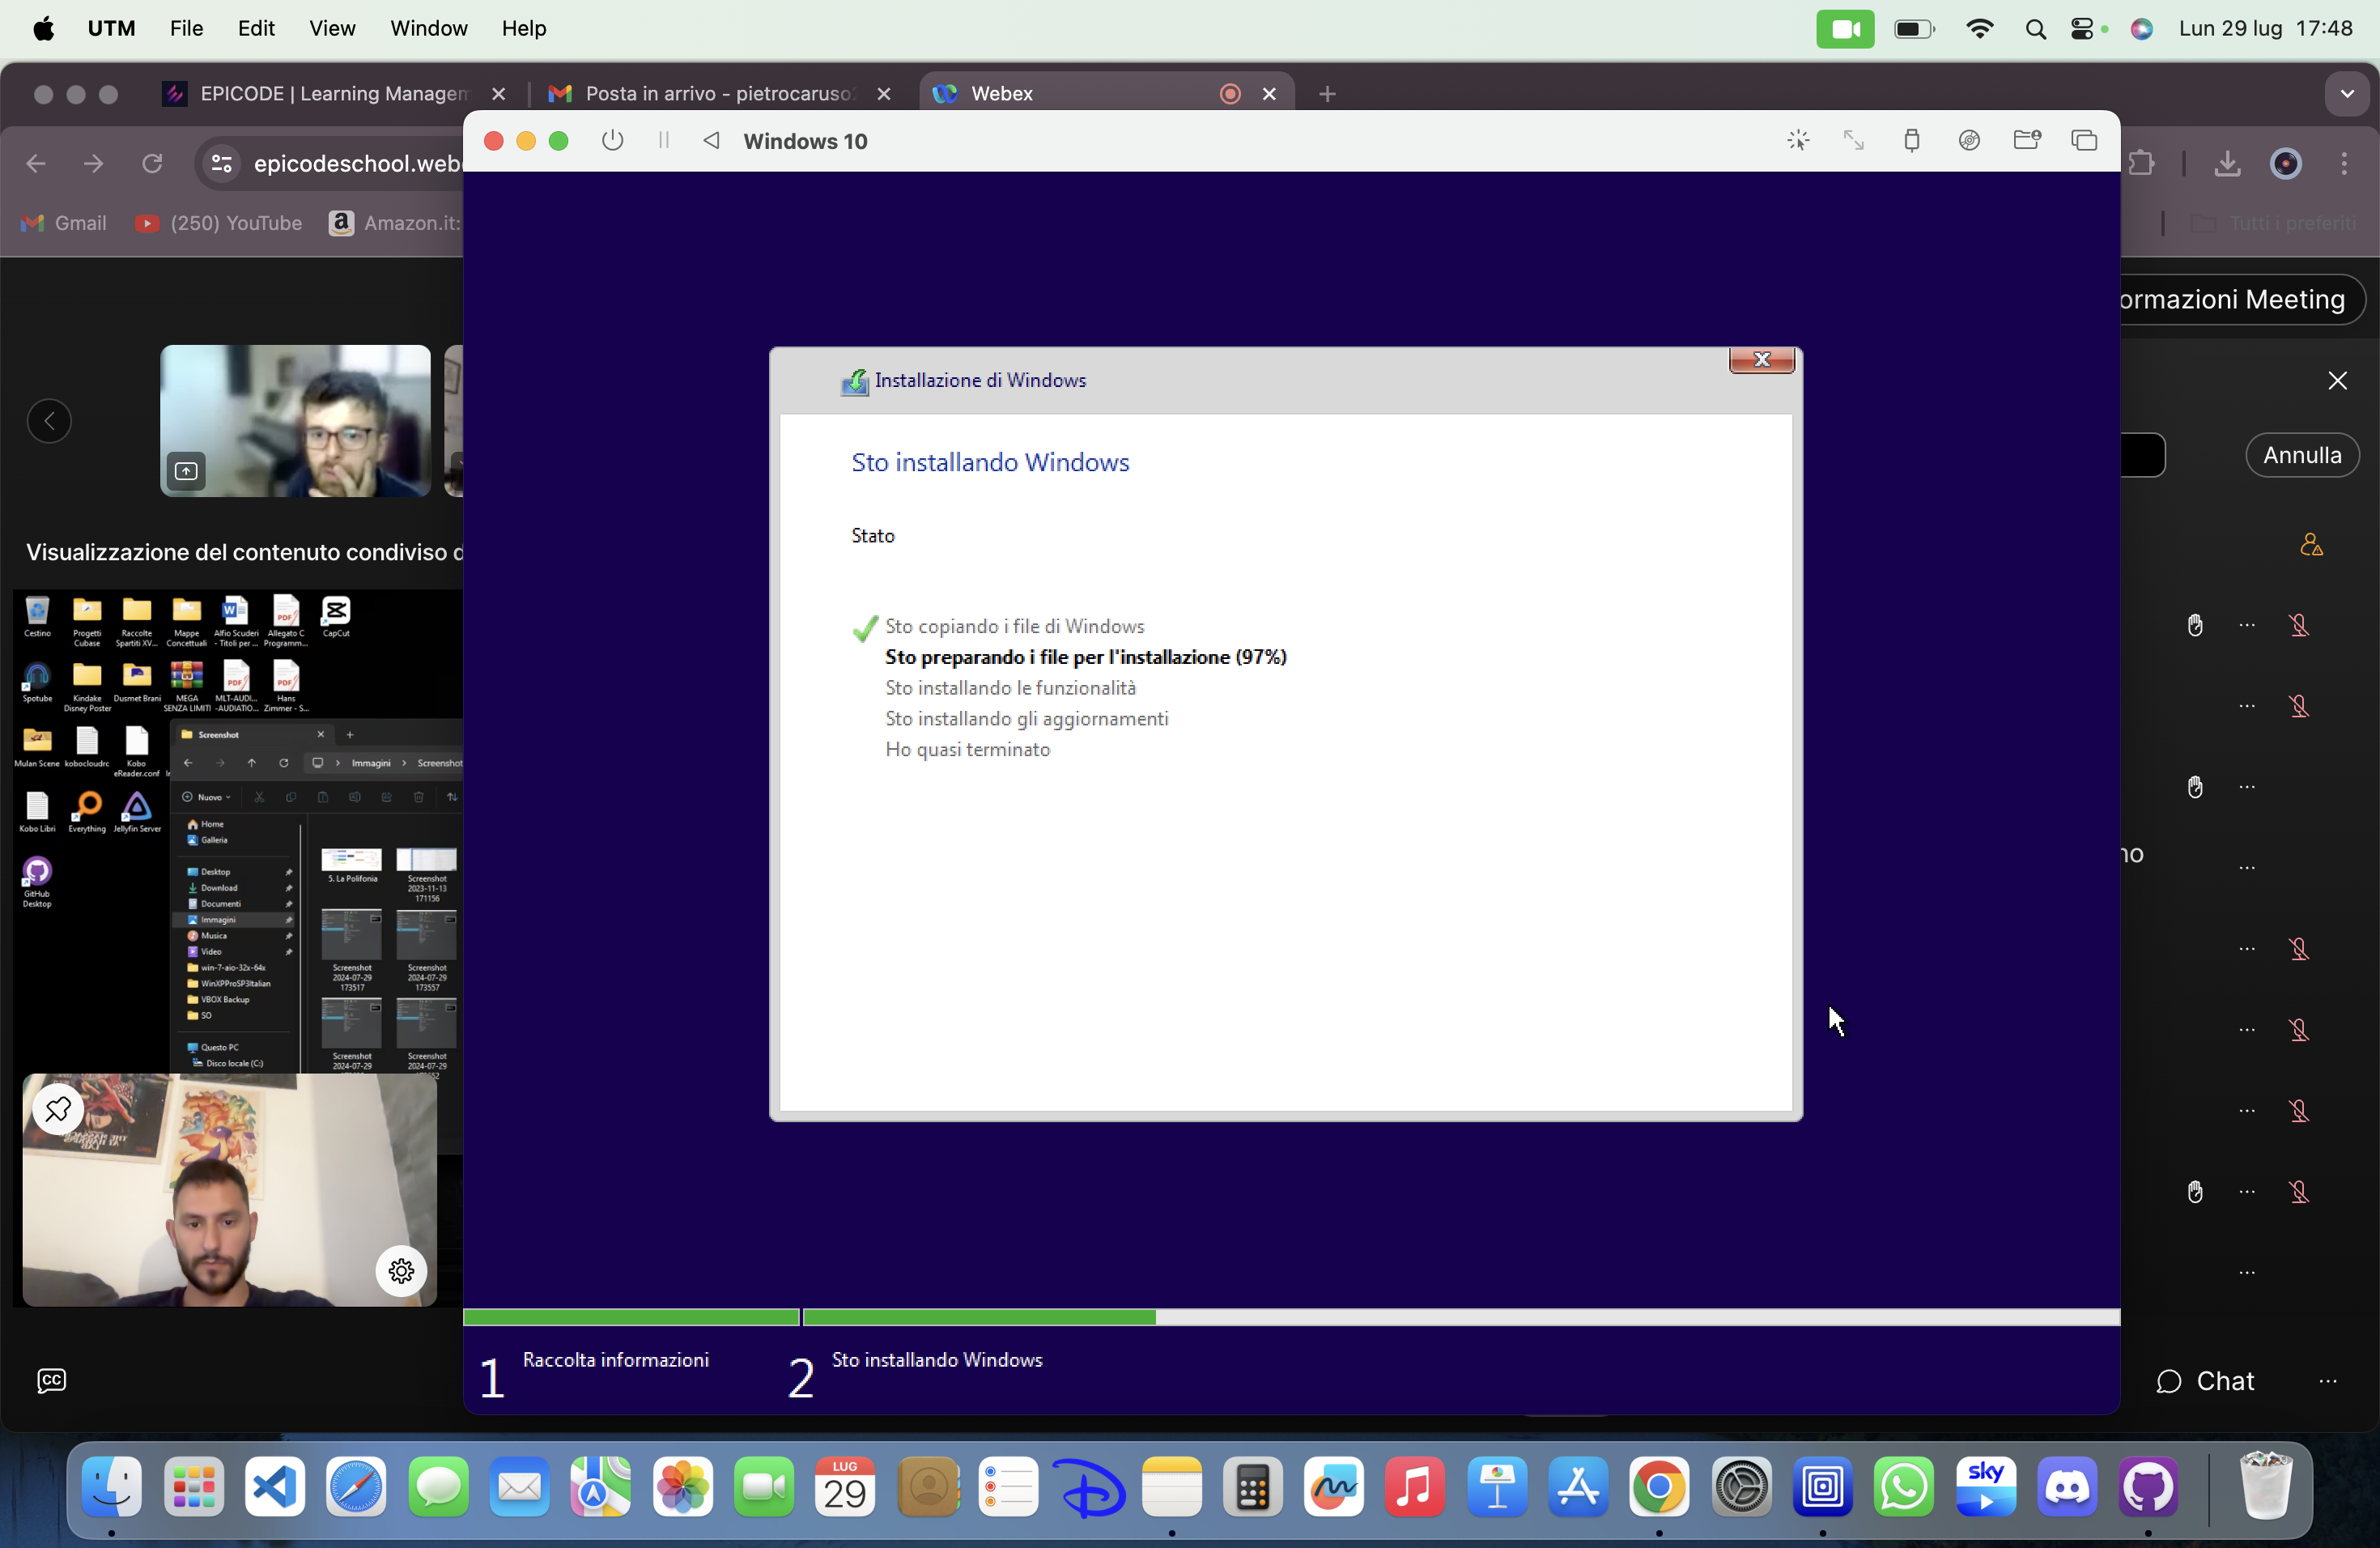 UTM File Edit View Window Help Lun 29 lug 17:48
EPICODE | Learning Managem
Posta in arrivo - pietrocaruso
Webex
Windows 10
epicodeschool.web
Gmail (250) YouTube Amazon.it: Tutti i preferiti
ormazioni Meeting
Installazione di Windows
Annulla
Sto installando Windows
Stato
Visualizzazione del contenuto condiviso d
Sto copiando i file di Windows
Sto preparando i file per l'installazione (97%)
Sto installando le funzionalità
Sto installando gli aggiornamenti
Ho quasi terminato
Cestino
Progetti Cubase
Raccolte Spartiti XV...
Mappe Concettuali
Alfio Scuderi - Titoli per ...
Allegato C Programm...
CapCut
Spotube
Kindake Disney Poster
Dusmet Brani
MEGA SENZA LIMITI
MLT-AUDI... -AUDIATIO...
Hans Zimmer - S...
Mulan Scene
kobocloudrc
Kobo eReader.conf
Kobo Libri
Everything
Jellyfin Server
GitHub Desktop
Screenshot
Immagini > Screenshot
Nuovo
Home
Galleria
Desktop
Download
Documenti
Immagini
Musica
Video
win-7-aio-32x-64x
WinXPProSP3Italian
VBOX Backup
SO
Questo PC
Disco locale (C:)
5. La Polifonia
Screenshot 2023-11-13 171156
Screenshot 2024-07-29 173517
Screenshot 2024-07-29 173557
Screenshot 2024-07-29
Screenshot 2024-07-29
no
1 Raccolta informazioni
2 Sto installando Windows
CC
Chat
LUG
29
sky